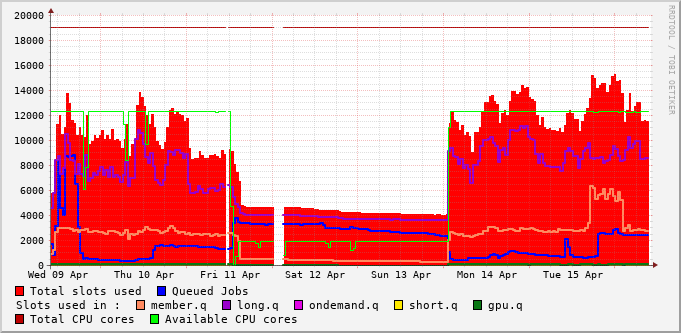 20000
18000
16000
14000
12000
10000
8000
6000
4000
2000
0
Wed 09 Apr Thu 10 Apr Fri 11 Apr Sat 12 Apr Sun 13 Apr Mon 14 Apr Tue 15 Apr
Total slots used Queued Jobs
Slots used in : member.q long.q ondemand.q short.q gpu.q
Total CPU cores Available CPU cores
RRDTOOL / TOBI OETIKER